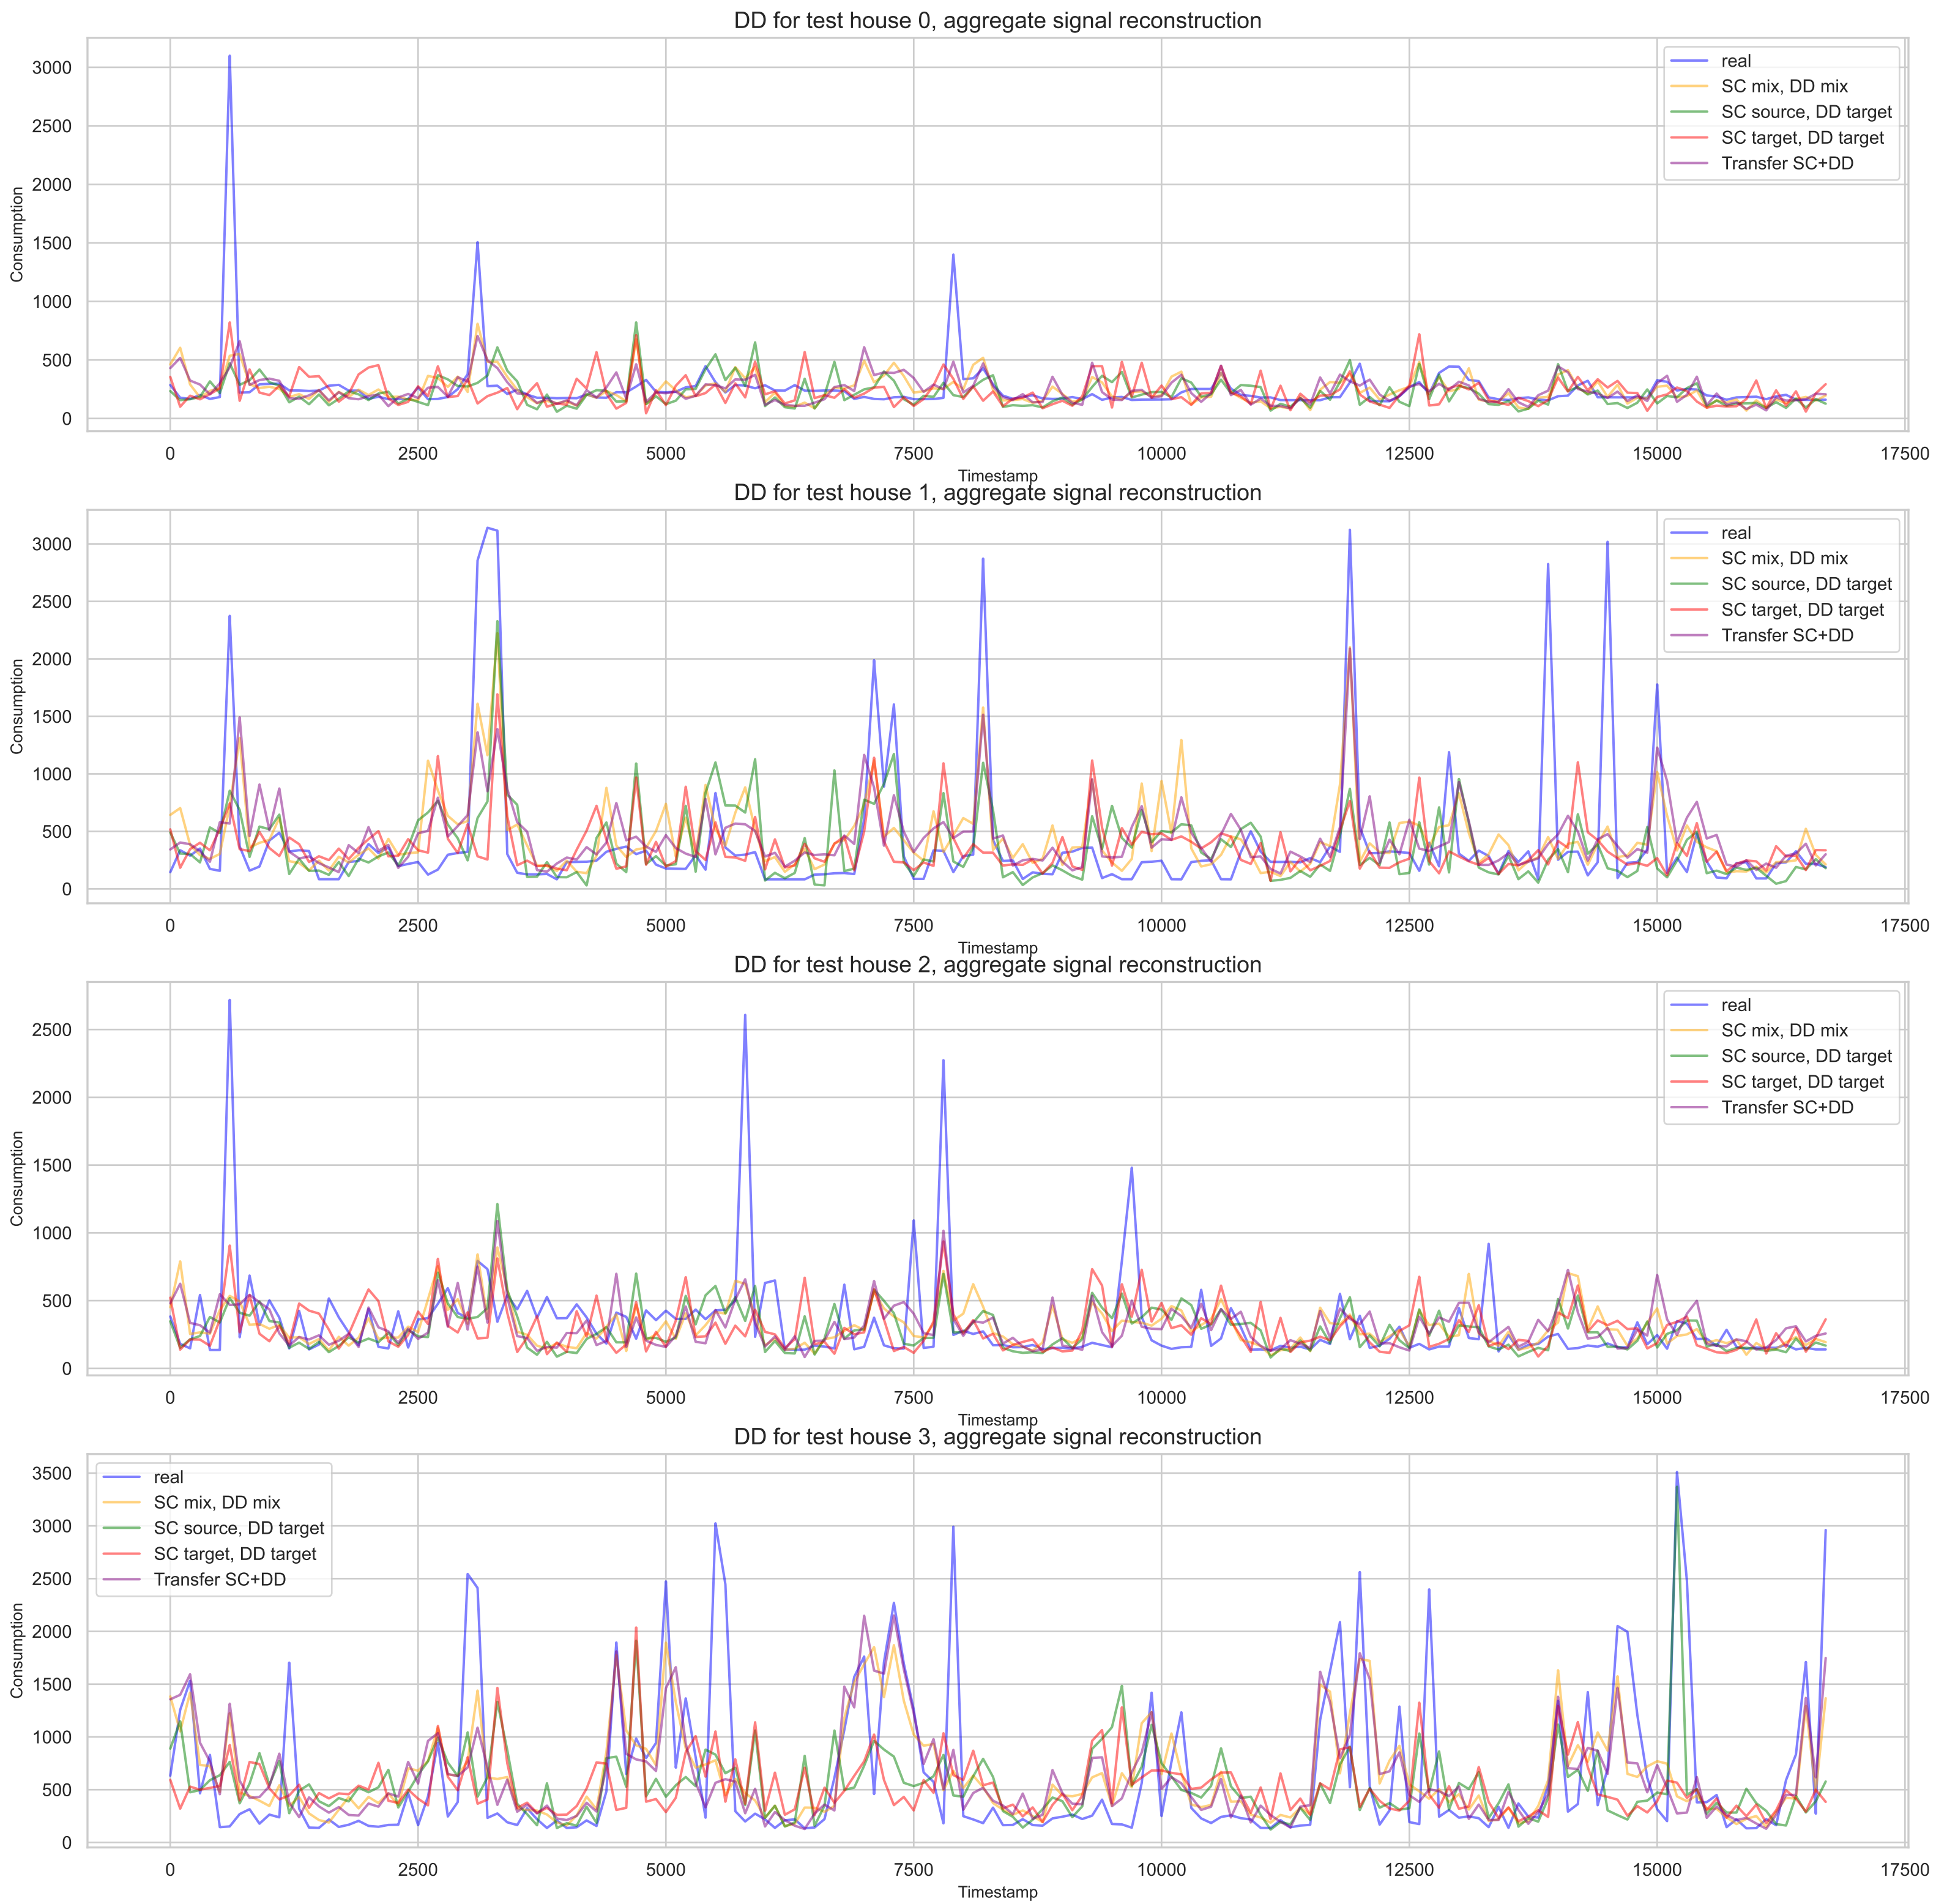 DD for test house 0, aggregate signal reconstruction
3000
2500
2000
1500
1000
500
0
Consumption
real
SC mix, DD mix
SC source, DD target
SC target, DD target
Transfer SC+DD
0 2500 5000 7500 10000 12500 15000 17500
Timestamp
DD for test house 1, aggregate signal reconstruction
3000
2500
2000
1500
1000
500
0
Consumption
real
SC mix, DD mix
SC source, DD target
SC target, DD target
Transfer SC+DD
0 2500 5000 7500 10000 12500 15000 17500
Timestamp
DD for test house 2, aggregate signal reconstruction
2500
2000
1500
1000
500
0
Consumption
real
SC mix, DD mix
SC source, DD target
SC target, DD target
Transfer SC+DD
0 2500 5000 7500 10000 12500 15000 17500
Timestamp
DD for test house 3, aggregate signal reconstruction
3500
3000
2500
2000
1500
1000
500
0
Consumption
real
SC mix, DD mix
SC source, DD target
SC target, DD target
Transfer SC+DD
0 2500 5000 7500 10000 12500 15000 17500
Timestamp